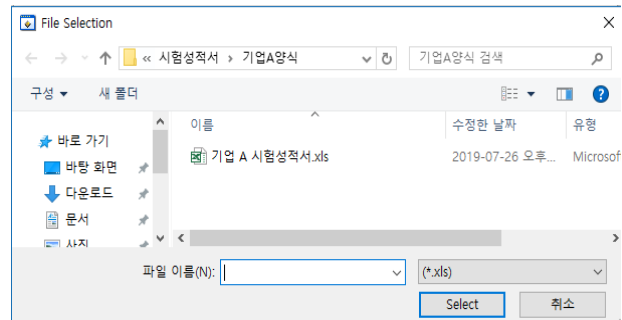 File Selection
« 시험성적서 › 기업A양식
기업A양식 검색
구성 새 폴더
이름 수정한 날짜 유형
바로 가기
바탕 화면
다운로드
문서
사진
기업 A 시험성적서.xls 2019-07-26 오후... Microsof
파일 이름(N):
(*.xls)
Select 취소